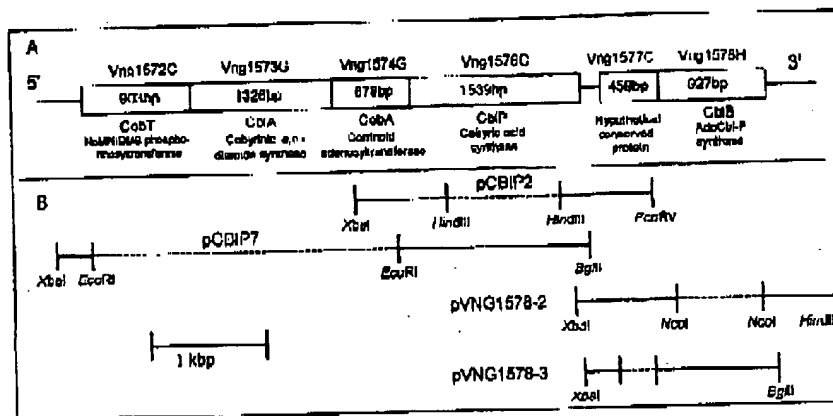 A
Vng1572C Vng1573G Vng1574G Vng1576C Vng1577C Vng1578H
5' 3'
1326bp 678bp 1539bp 459bp 927bp
CobT CbiA CobA CbiP CbiB
Cobyrinic
diamide synthase
Corrinoid
adenosyltransferase
Cobyric acid
synthase
Hypothetical
conserved
protein
AdoCbi-P
synthase
B
pCBIP2
XbaI HindIII HindIII EcoRV
pCBIP7
XbaI EcoRI EcoRI BglII
pVNG1578-2
XbaI NcoI NcoI HindIII
1 kbp
pVNG1578-3
XbaI BglII